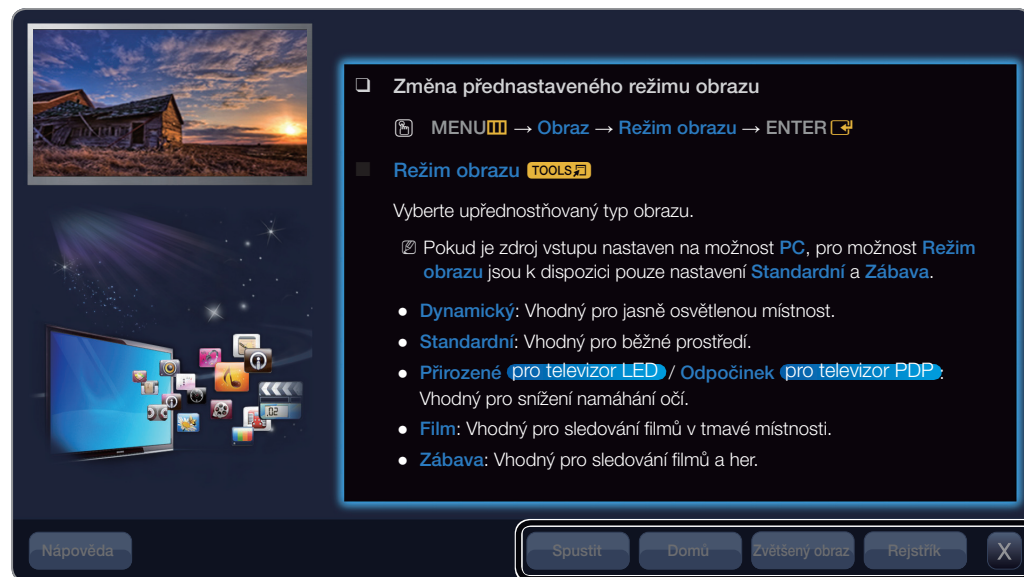 ❑ Změna přednastaveného režimu obrazu
MENU → Obraz → Režim obrazu → ENTER
Režim obrazu TOOLS
Vyberte upřednostňovaný typ obrazu.
Pokud je zdroj vstupu nastaven na možnost PC, pro možnost Režim
obrazu jsou k dispozici pouze nastavení Standardní a Zábava.
● Dynamický: Vhodný pro jasně osvětlenou místnost.
● Standardní: Vhodný pro běžné prostředí.
● Přirozené pro televizor LED / Odpočinek pro televizor PDP:
Vhodný pro snížení namáhání očí.
● Film: Vhodný pro sledování filmů v tmavé místnosti.
● Zábava: Vhodný pro sledování filmů a her.
Nápověda Spustit Domů Zvětšený obraz Rejstřík X